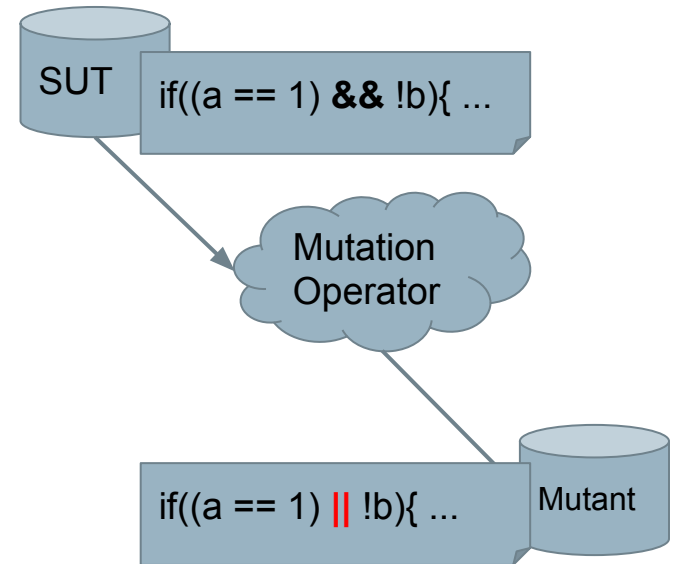 SUT
if((a == 1) && !b){ ...
Mutation
Operator
if((a == 1) || !b){ ...
Mutant